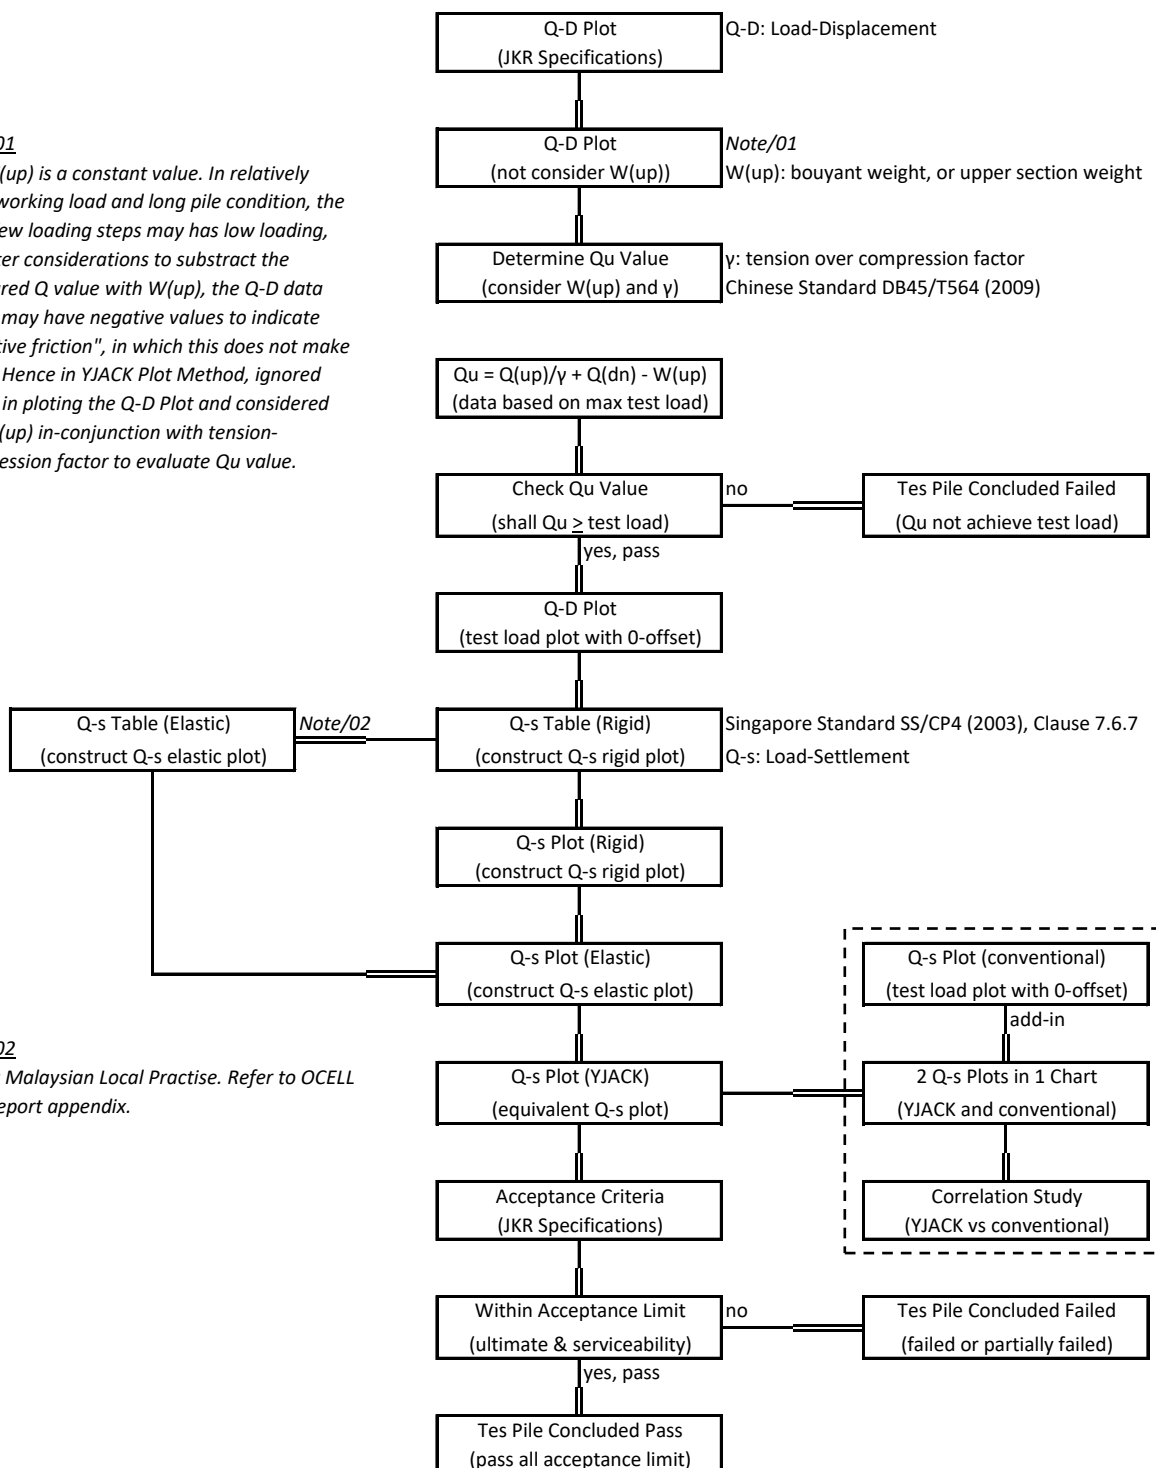 Q-D Plot
(JKR Specifications)
Q-D: Load-Displacement
01
(up) is a constant value. In relatively
working load and long pile condition, the
ew loading steps may has low loading,
er considerations to substract the
red Q value with W(up), the Q-D data
may have negative values to indicate
tive friction", in which this does not make
Hence in YJACK Plot Method, ignored
in ploting the Q-D Plot and considered
(up) in-conjunction with tension-
ession factor to evaluate Qu value.
Q-D Plot
(not consider W(up))
Note/01
W(up): bouyant weight, or upper section weight
Determine Qu Value
(consider W(up) and γ)
γ: tension over compression factor
Chinese Standard DB45/T564 (2009)
Qu = Q(up)/γ + Q(dn) - W(up)
(data based on max test load)
Check Qu Value
(shall Qu ≥ test load)
no
Tes Pile Concluded Failed
(Qu not achieve test load)
yes, pass
Q-D Plot
(test load plot with 0-offset)
Q-s Table (Elastic)
(construct Q-s elastic plot)
Note/02
Q-s Table (Rigid)
(construct Q-s rigid plot)
Singapore Standard SS/CP4 (2003), Clause 7.6.7
Q-s: Load-Settlement
Q-s Plot (Rigid)
(construct Q-s rigid plot)
Q-s Plot (Elastic)
(construct Q-s elastic plot)
Q-s Plot (conventional)
(test load plot with 0-offset)
add-in
02
Malaysian Local Practise. Refer to OCELL
eport appendix.
Q-s Plot (YJACK)
(equivalent Q-s plot)
2 Q-s Plots in 1 Chart
(YJACK and conventional)
Acceptance Criteria
(JKR Specifications)
Correlation Study
(YJACK vs conventional)
Within Acceptance Limit
(ultimate & serviceability)
no
Tes Pile Concluded Failed
(failed or partially failed)
yes, pass
Tes Pile Concluded Pass
(pass all acceptance limit)